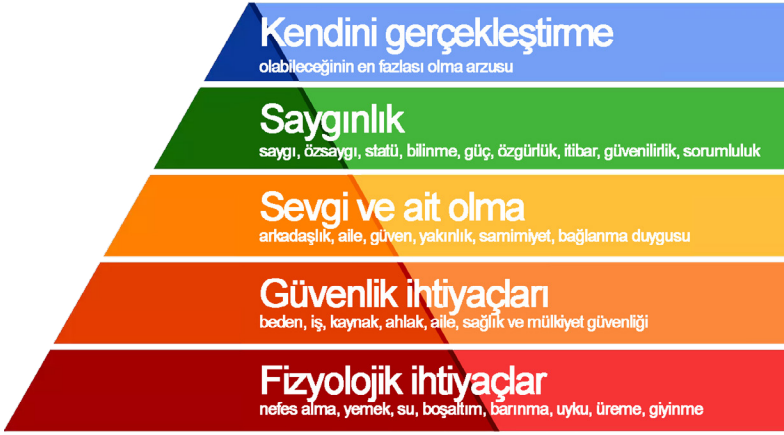 Kendini gerçekleştirme
olabileceğinin en fazlası olma arzusu
Saygınlık
saygı, özsaygı, statü, bilinme, güç, özgürlük, itibar, güvenilirlik, sorumluluk
Sevgi ve ait olma
arkadaşlık, aile, güven, yakınlık, samimiyet, bağlanma duygusu
Güvenlik ihtiyaçları
beden, iş, kaynak, ahlak, aile, sağlık ve mülkiyet güvenliği
Fizyolojik ihtiyaçlar
nefes alma, yemek, su, boşaltım, barınma, uyku, üreme, giyinme